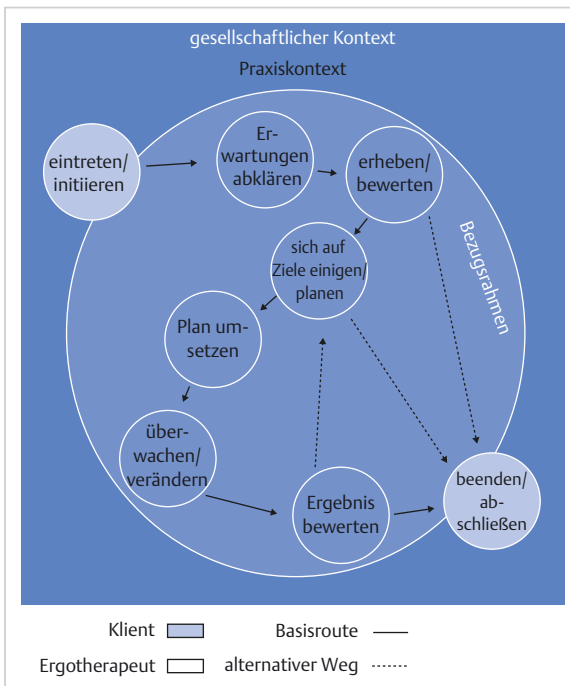 gesellschaftlicher Kontext
Praxiskontext
eintreten/
initiieren
Er-
wartungen
abklären
erheben/
bewerten
sich auf
Ziele einigen/
planen
Bezugsrahmen
Plan um-
setzen
über-
wachen/
verändern
Ergebnis
bewerten
beenden/
ab-
schließen
Klient
Basisroute
Ergotherapeut
alternativer Weg